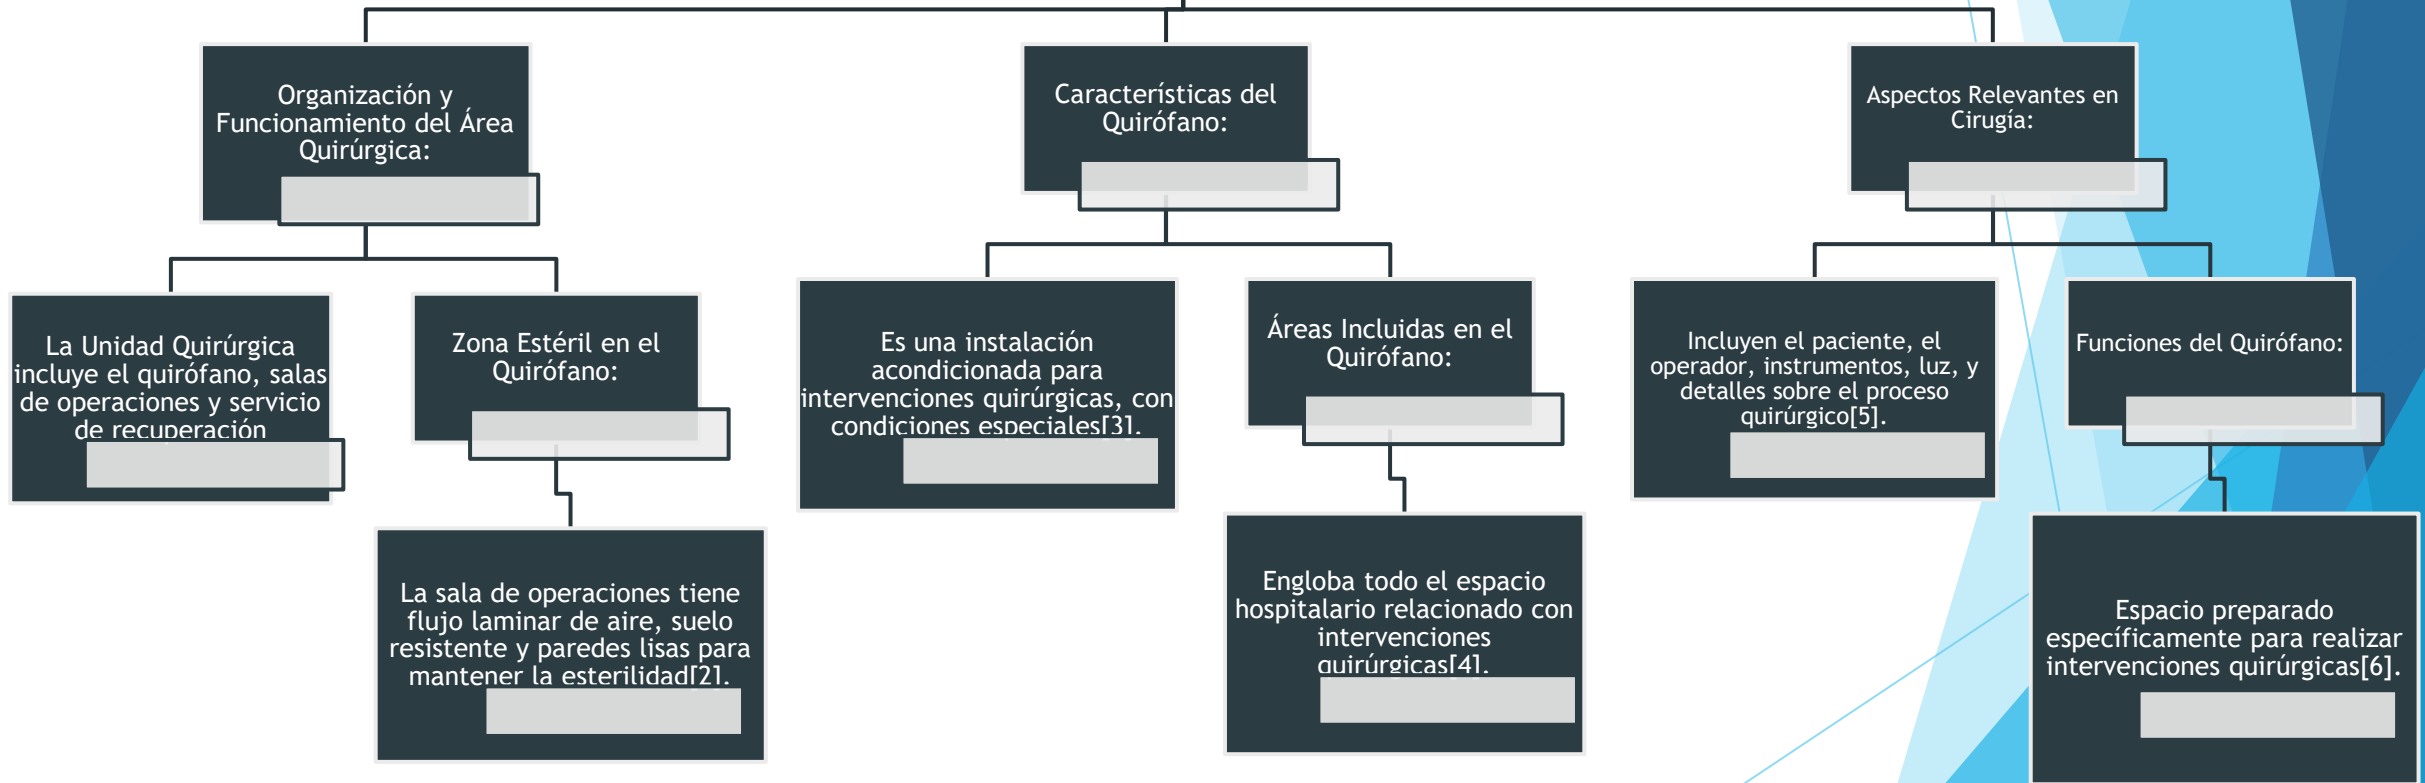 Organización y
Funcionamiento del Área
Quirúrgica:
Características del
Quirófano:
Aspectos Relevantes en
Cirugía:
La Unidad Quirúrgica
incluye el quirófano, salas
de operaciones y servicio
de recuperación
Zona Estéril en el
Quirófano:
Es una instalación
acondicionada para
intervenciones quirúrgicas, con
condiciones especiales[3].
Áreas Incluidas en el
Quirófano:
Incluyen el paciente, el
operador, instrumentos, luz, y
detalles sobre el proceso
quirúrgico[5].
Funciones del Quirófano:
La sala de operaciones tiene
flujo laminar de aire, suelo
resistente y paredes lisas para
mantener la esterilidad[2].
Engloba todo el espacio
hospitalario relacionado con
intervenciones
quirúrgicas[4].
Espacio preparado
específicamente para realizar
intervenciones quirúrgicas[6].